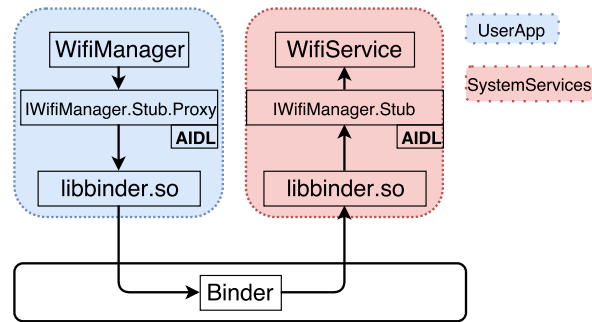 WifiManager
IWifiManager.Stub.Proxy
AIDL
libbinder.so
WifiService
IWifiManager.Stub
AIDL
libbinder.so
Binder
UserApp
SystemServices